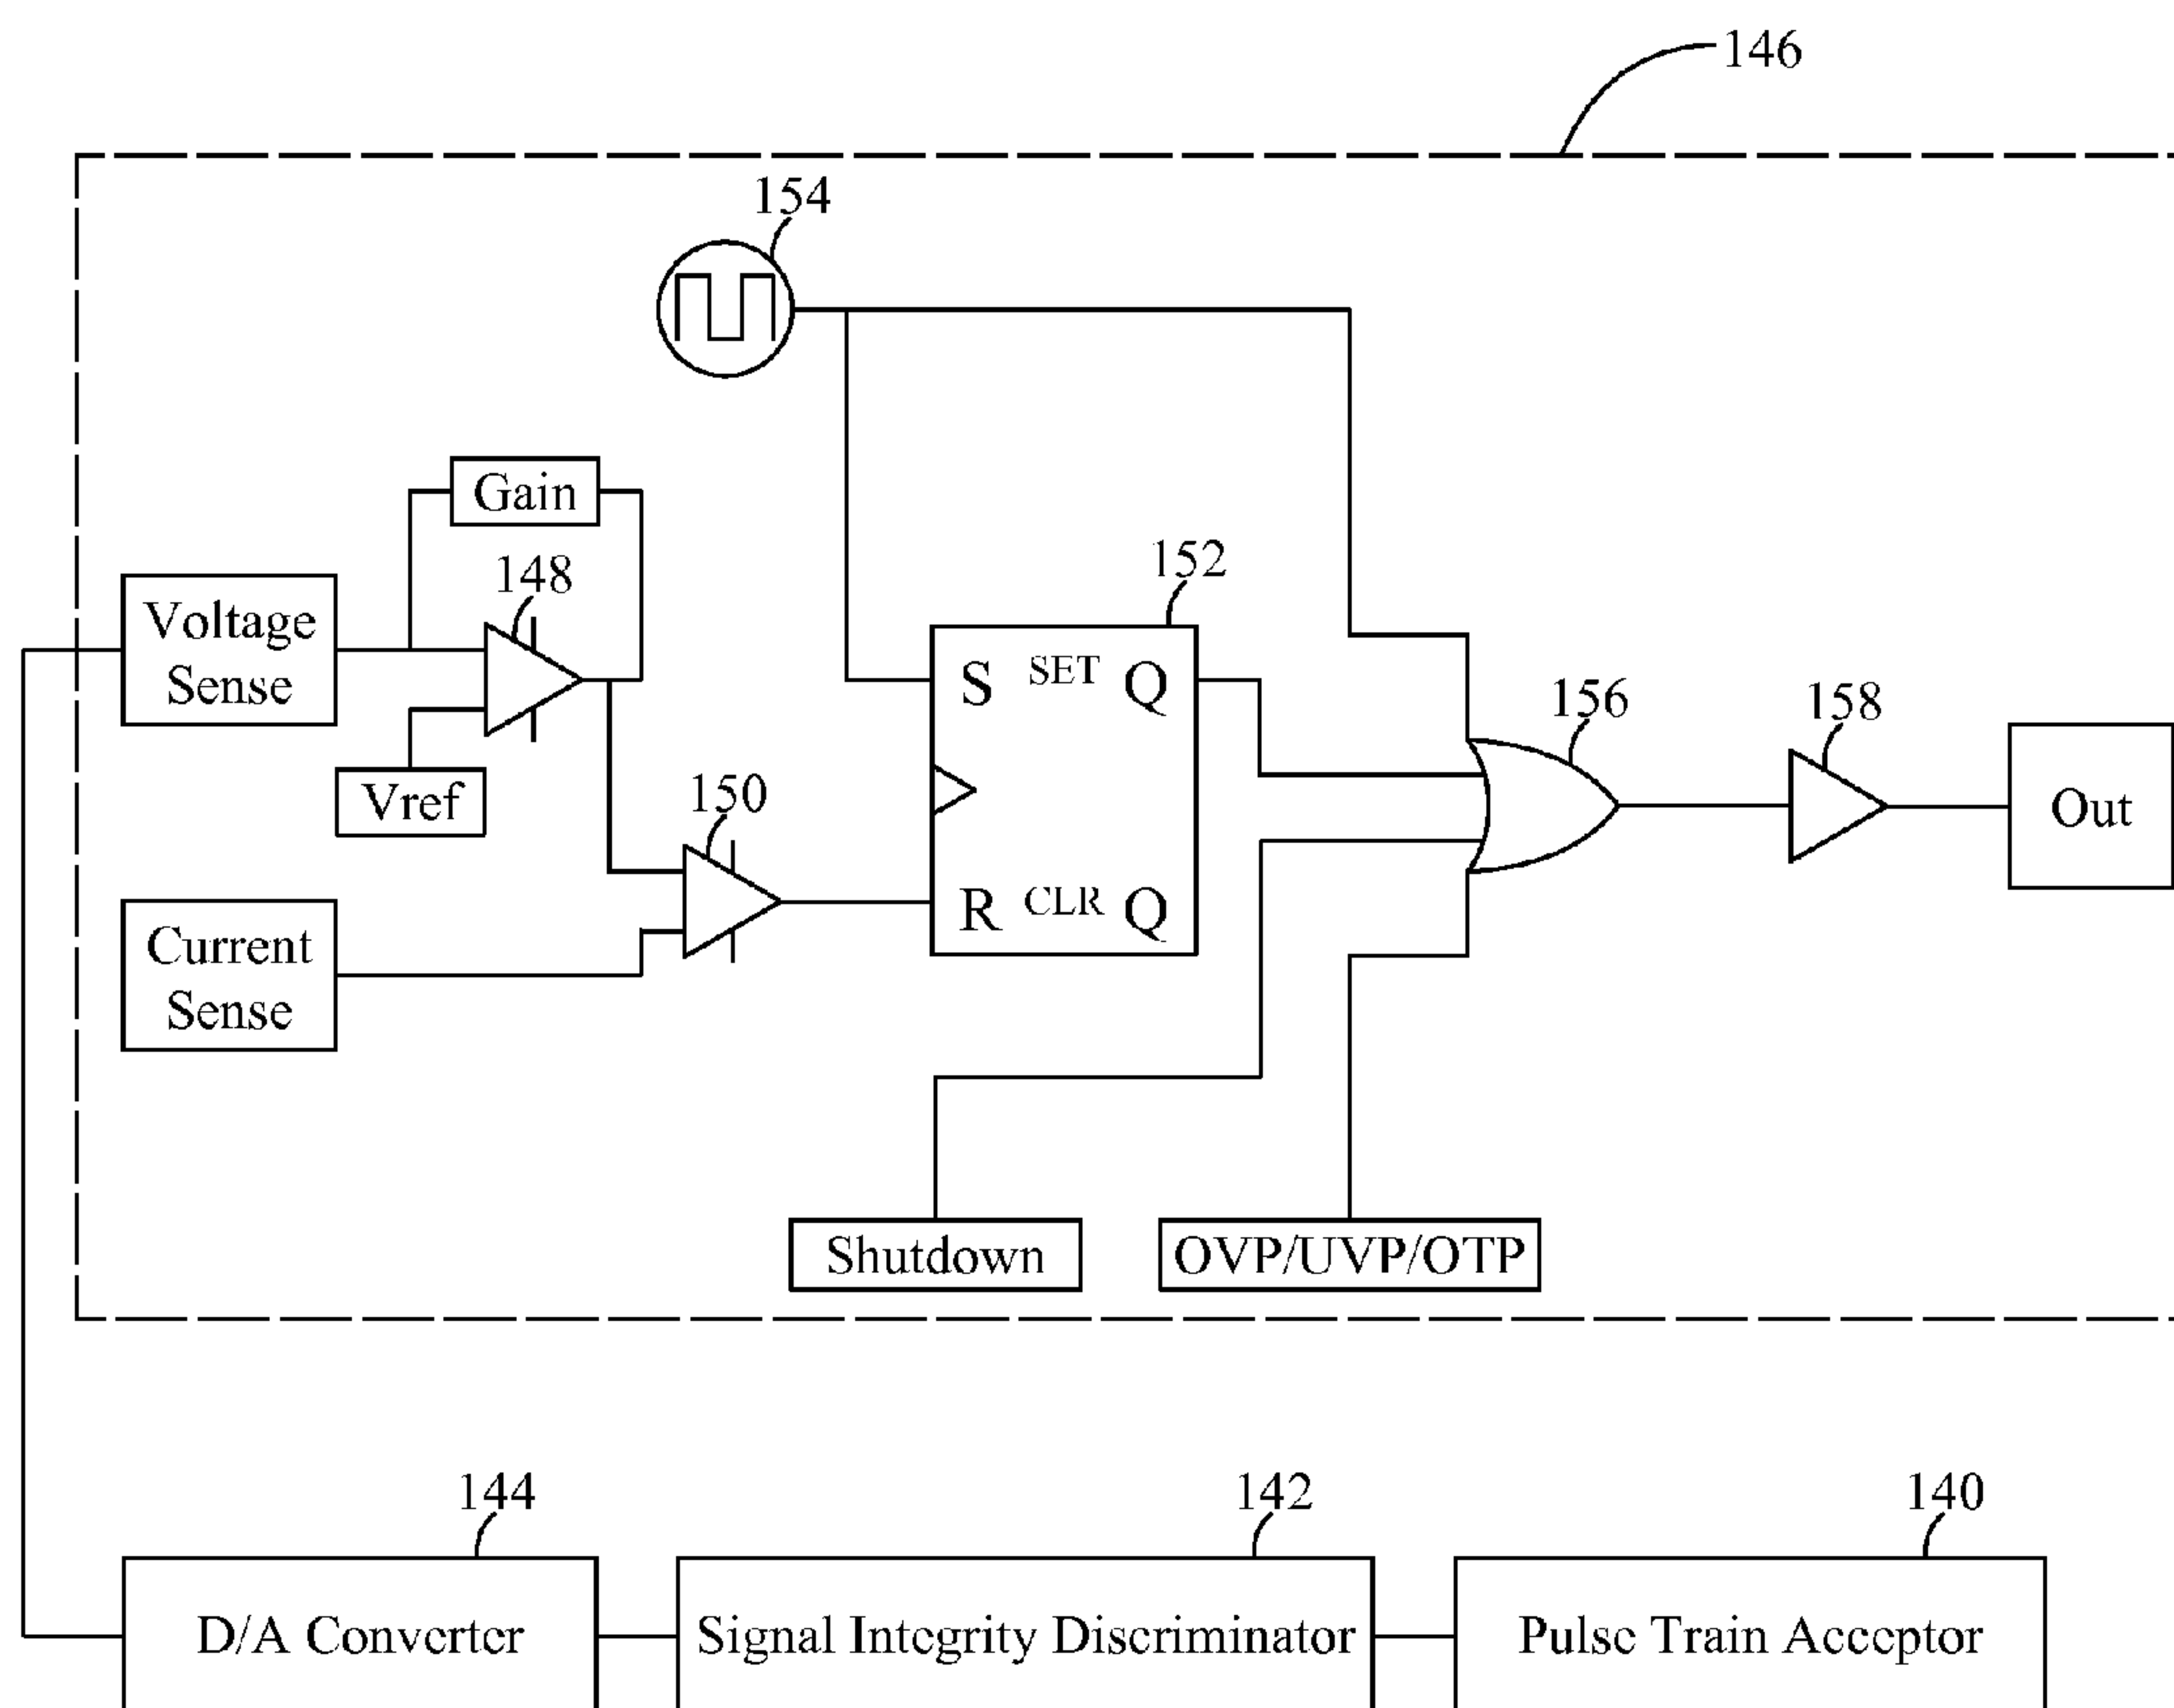 146
154
Gain
148
152
Voltage
Sense
S SET Q
156
158
Vref
150
Out
R CLR Q
Current
Sense
Shutdown
OVP/UVP/OTP
144
142
140
D/A Converter
Signal Integrity Discriminator
Pulse Train Acceptor